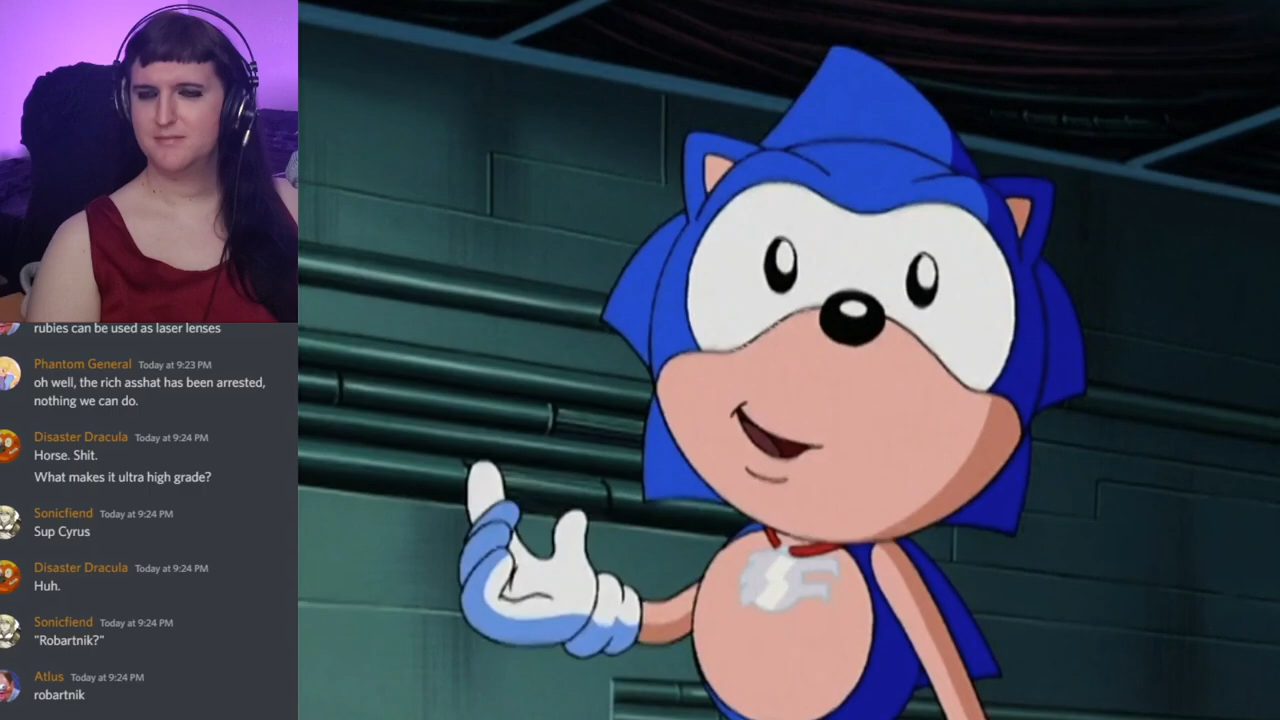 rubies can be used as laser lenses
Phantom General Today at 9:23 PM
oh well, the rich asshat has been arrested,
nothing we can do.
Disaster Dracula Today at 9:24 PM
Horse. Shit.
What makes it ultra high grade?
Sonicfiend Today at 9:24 PM
Sup Cyrus
Disaster Dracula Today at 9:24 PM
Huh.
Sonicfiend Today at 9:24 PM
"Robartnik?"
Atlus Today at 9:24 PM
robartnik